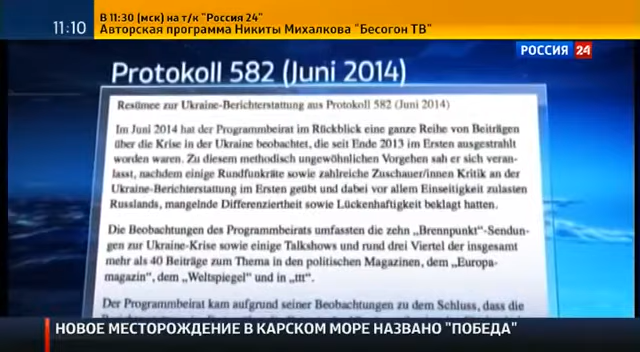 11:10
В 11:30 (мск) на т/к "Россия 24"
Авторская программа Никиты Михалкова "Бесогон ТВ"
РОССИЯ 24
Protokoll 582 (Juni 2014)
Resümee zur Ukraine-Berichterstattung aus Protokoll 582 (Juni 2014)
Im Juni 2014 hat der Programmbeirat im Rückblick eine ganze Reihe von Beiträgen
über die Krise in der Ukraine beobachtet, die seit Ende 2013 im Ersten ausgestrahlt
worden waren. Zu diesem methodisch ungewöhnlichen Vorgehen sah er sich veran-
lasst, nachdem einige Rundfunkräte sowie zahlreiche Zuschauer/innen Kritik an der
Ukraine-Berichterstattung im Ersten geübt und dabei vor allem Einseitigkeit zulasten
Russlands, mangelnde Differenziertheit sowie Lückenhaftigkeit beklagt hatten.
Die Beobachtungen des Programmbeirats umfassten die zehn „Brennpunkt"-Sendun-
gen zur Ukraine-Krise sowie einige Talkshows und rund drei Viertel der insgesamt
mehr als 40 Beiträge zum Thema in den politischen Magazinen, dem „Europa-
magazin", dem „Weltspiegel" und in „ttt".
Der Programmbeirat kam aufgrund seiner Beobachtungen zu dem Schluss, dass die
НОВОЕ МЕСТОРОЖДЕНИЕ В КАРСКОМ МОРЕ НАЗВАНО "ПОБЕДА"